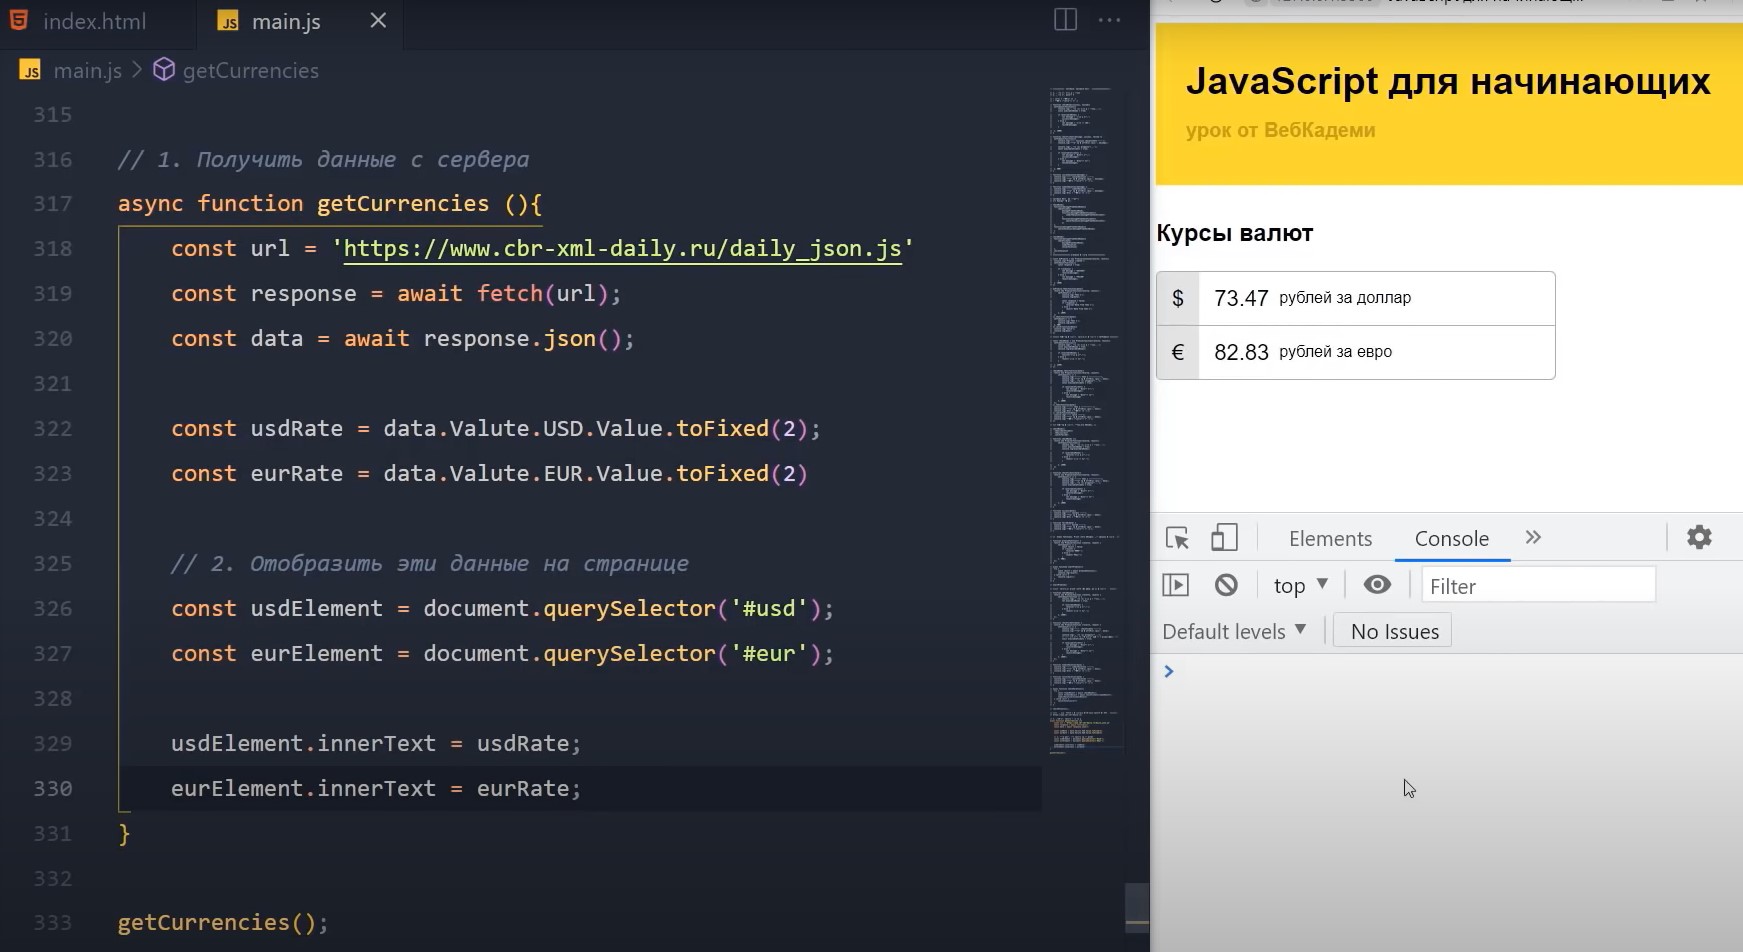 index.html
main.js
main.js > getCurrencies
315
316 // 1. Получить данные с сервера
317 async function getCurrencies (){
318 const url = 'https://www.cbr-xml-daily.ru/daily_json.js'
319 const response = await fetch(url);
320 const data = await response.json();
321
322 const usdRate = data.Valute.USD.Value.toFixed(2);
323 const eurRate = data.Valute.EUR.Value.toFixed(2)
324
325 // 2. Отобразить эти данные на странице
326 const usdElement = document.querySelector('#usd');
327 const eurElement = document.querySelector('#eur');
328
329 usdElement.innerText = usdRate;
330 eurElement.innerText = eurRate;
331 }
332
333 getCurrencies();
JavaScript для начинающих
урок от ВебКадеми
Курсы валют
$ 73.47 рублей за доллар
€ 82.83 рублей за евро
Elements Console
top Filter
Default levels No Issues